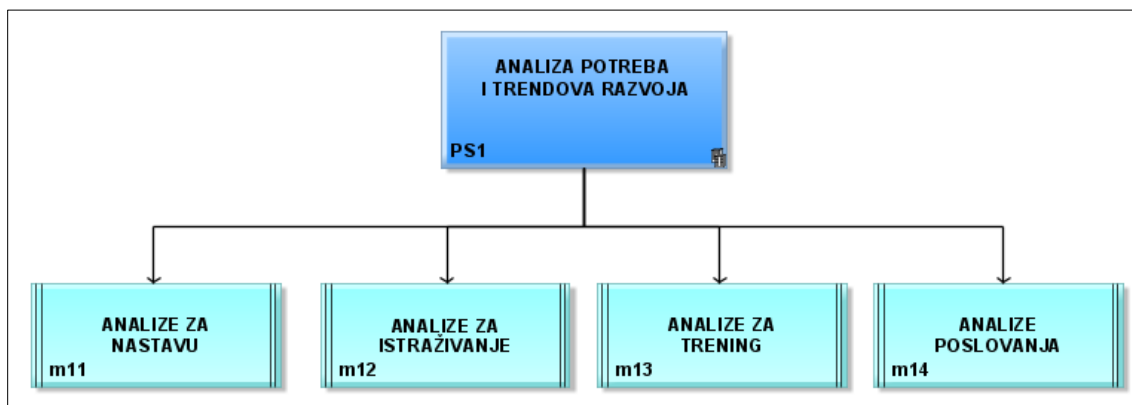 ANALIZA POTREBA
I TRENDOVA RAZVOJA
PS1
ANALIZE ZA
NASTAVU
m11
ANALIZE ZA
ISTRAŽIVANJE
m12
ANALIZE ZA
TRENING
m13
ANALIZE
POSLOVANJA
m14